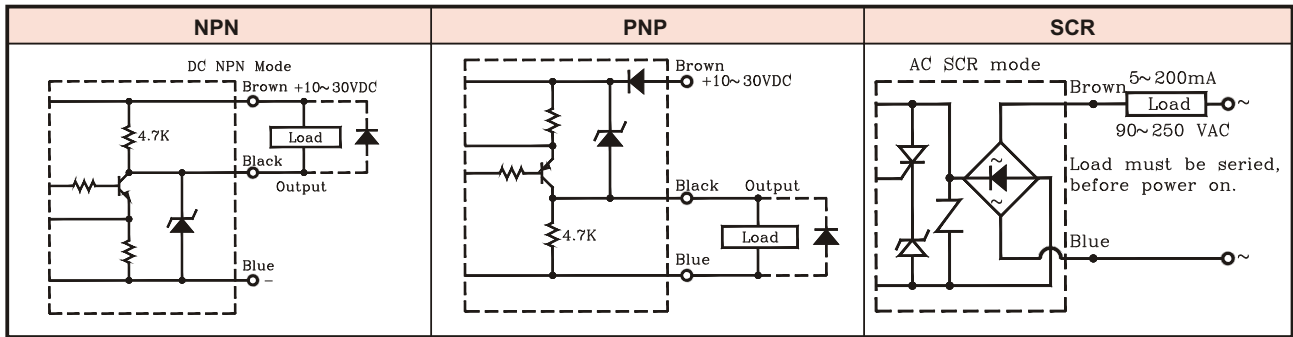 NPN
DC NPN Mode
Brown +10~30VDC
4.7K
Load
Black
Output
Blue
−
PNP
Brown
+10~30VDC
Black Output
4.7K
Load
Blue
SCR
AC SCR mode
Brown 5~200mA
Load ~
90~250 VAC
~
~
Load must be seried,
before power on.
Blue
~